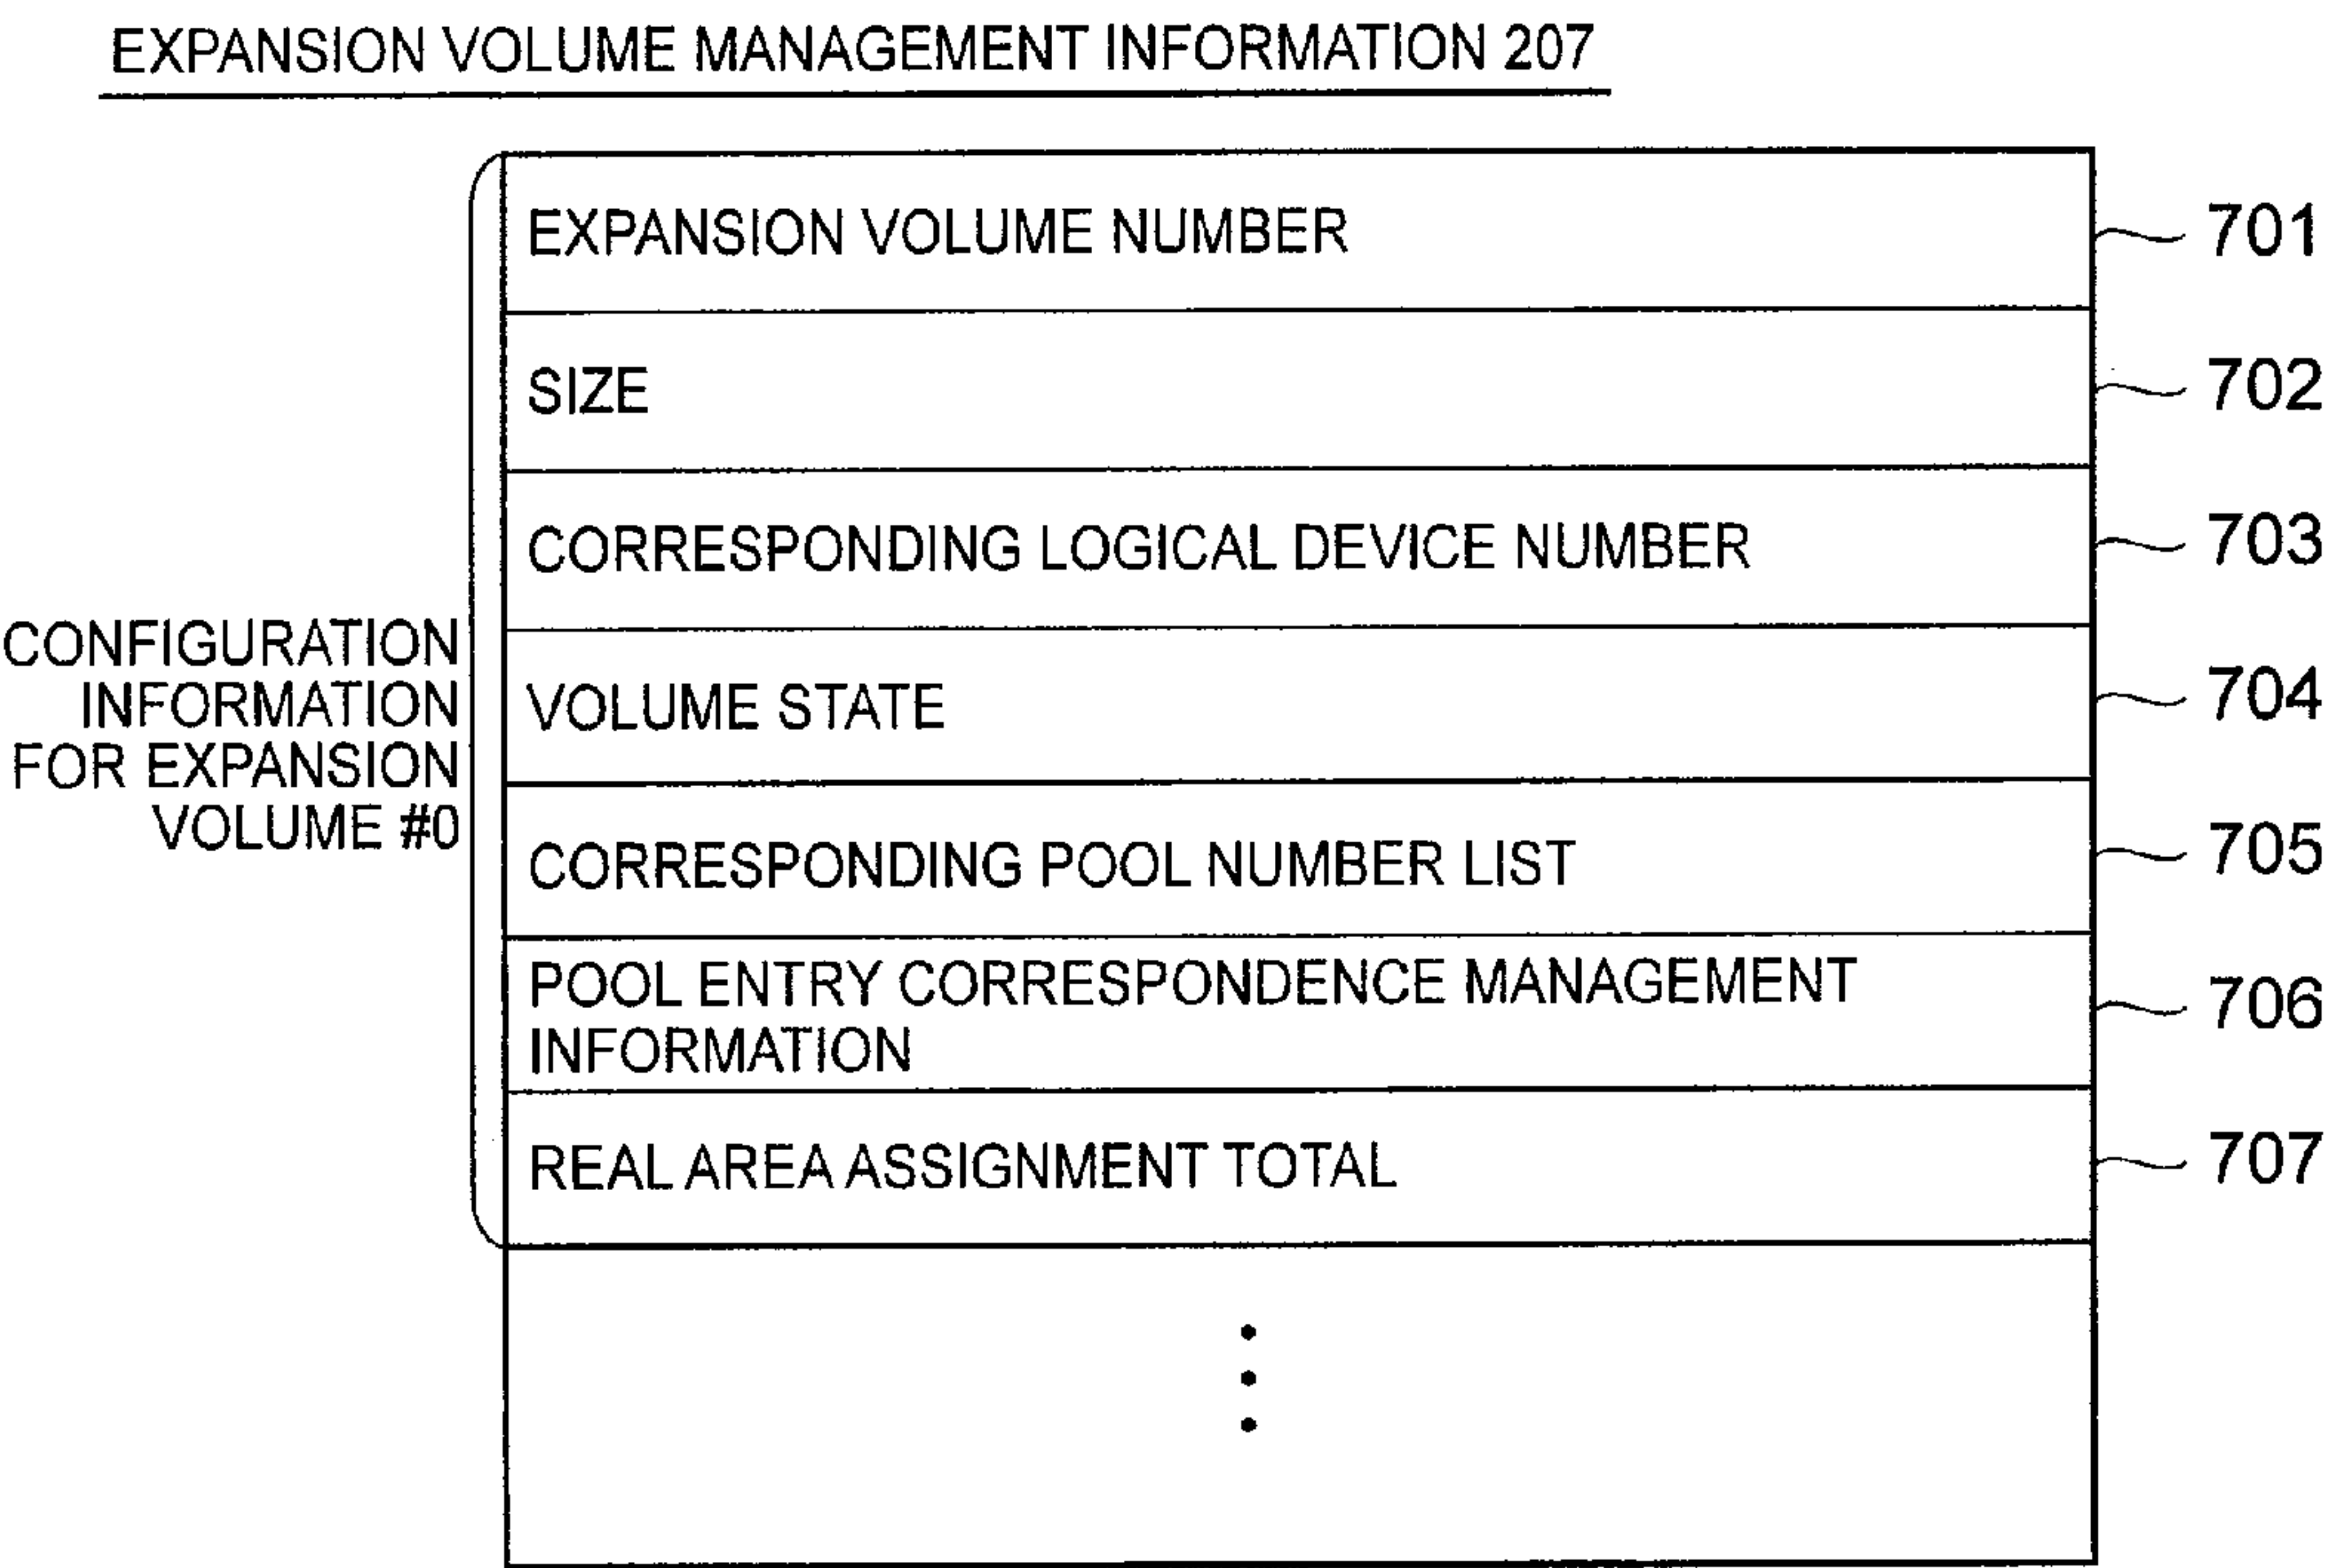 EXPANSION VOLUME MANAGEMENT INFORMATION 207
EXPANSION VOLUME NUMBER
701
SIZE
702
CORRESPONDING LOGICAL DEVICE NUMBER
703
CONFIGURATION
INFORMATION
FOR EXPANSION
VOLUME #0
VOLUME STATE
704
CORRESPONDING POOL NUMBER LIST
705
POOL ENTRY CORRESPONDENCE MANAGEMENT
INFORMATION
706
REAL AREA ASSIGNMENT TOTAL
707